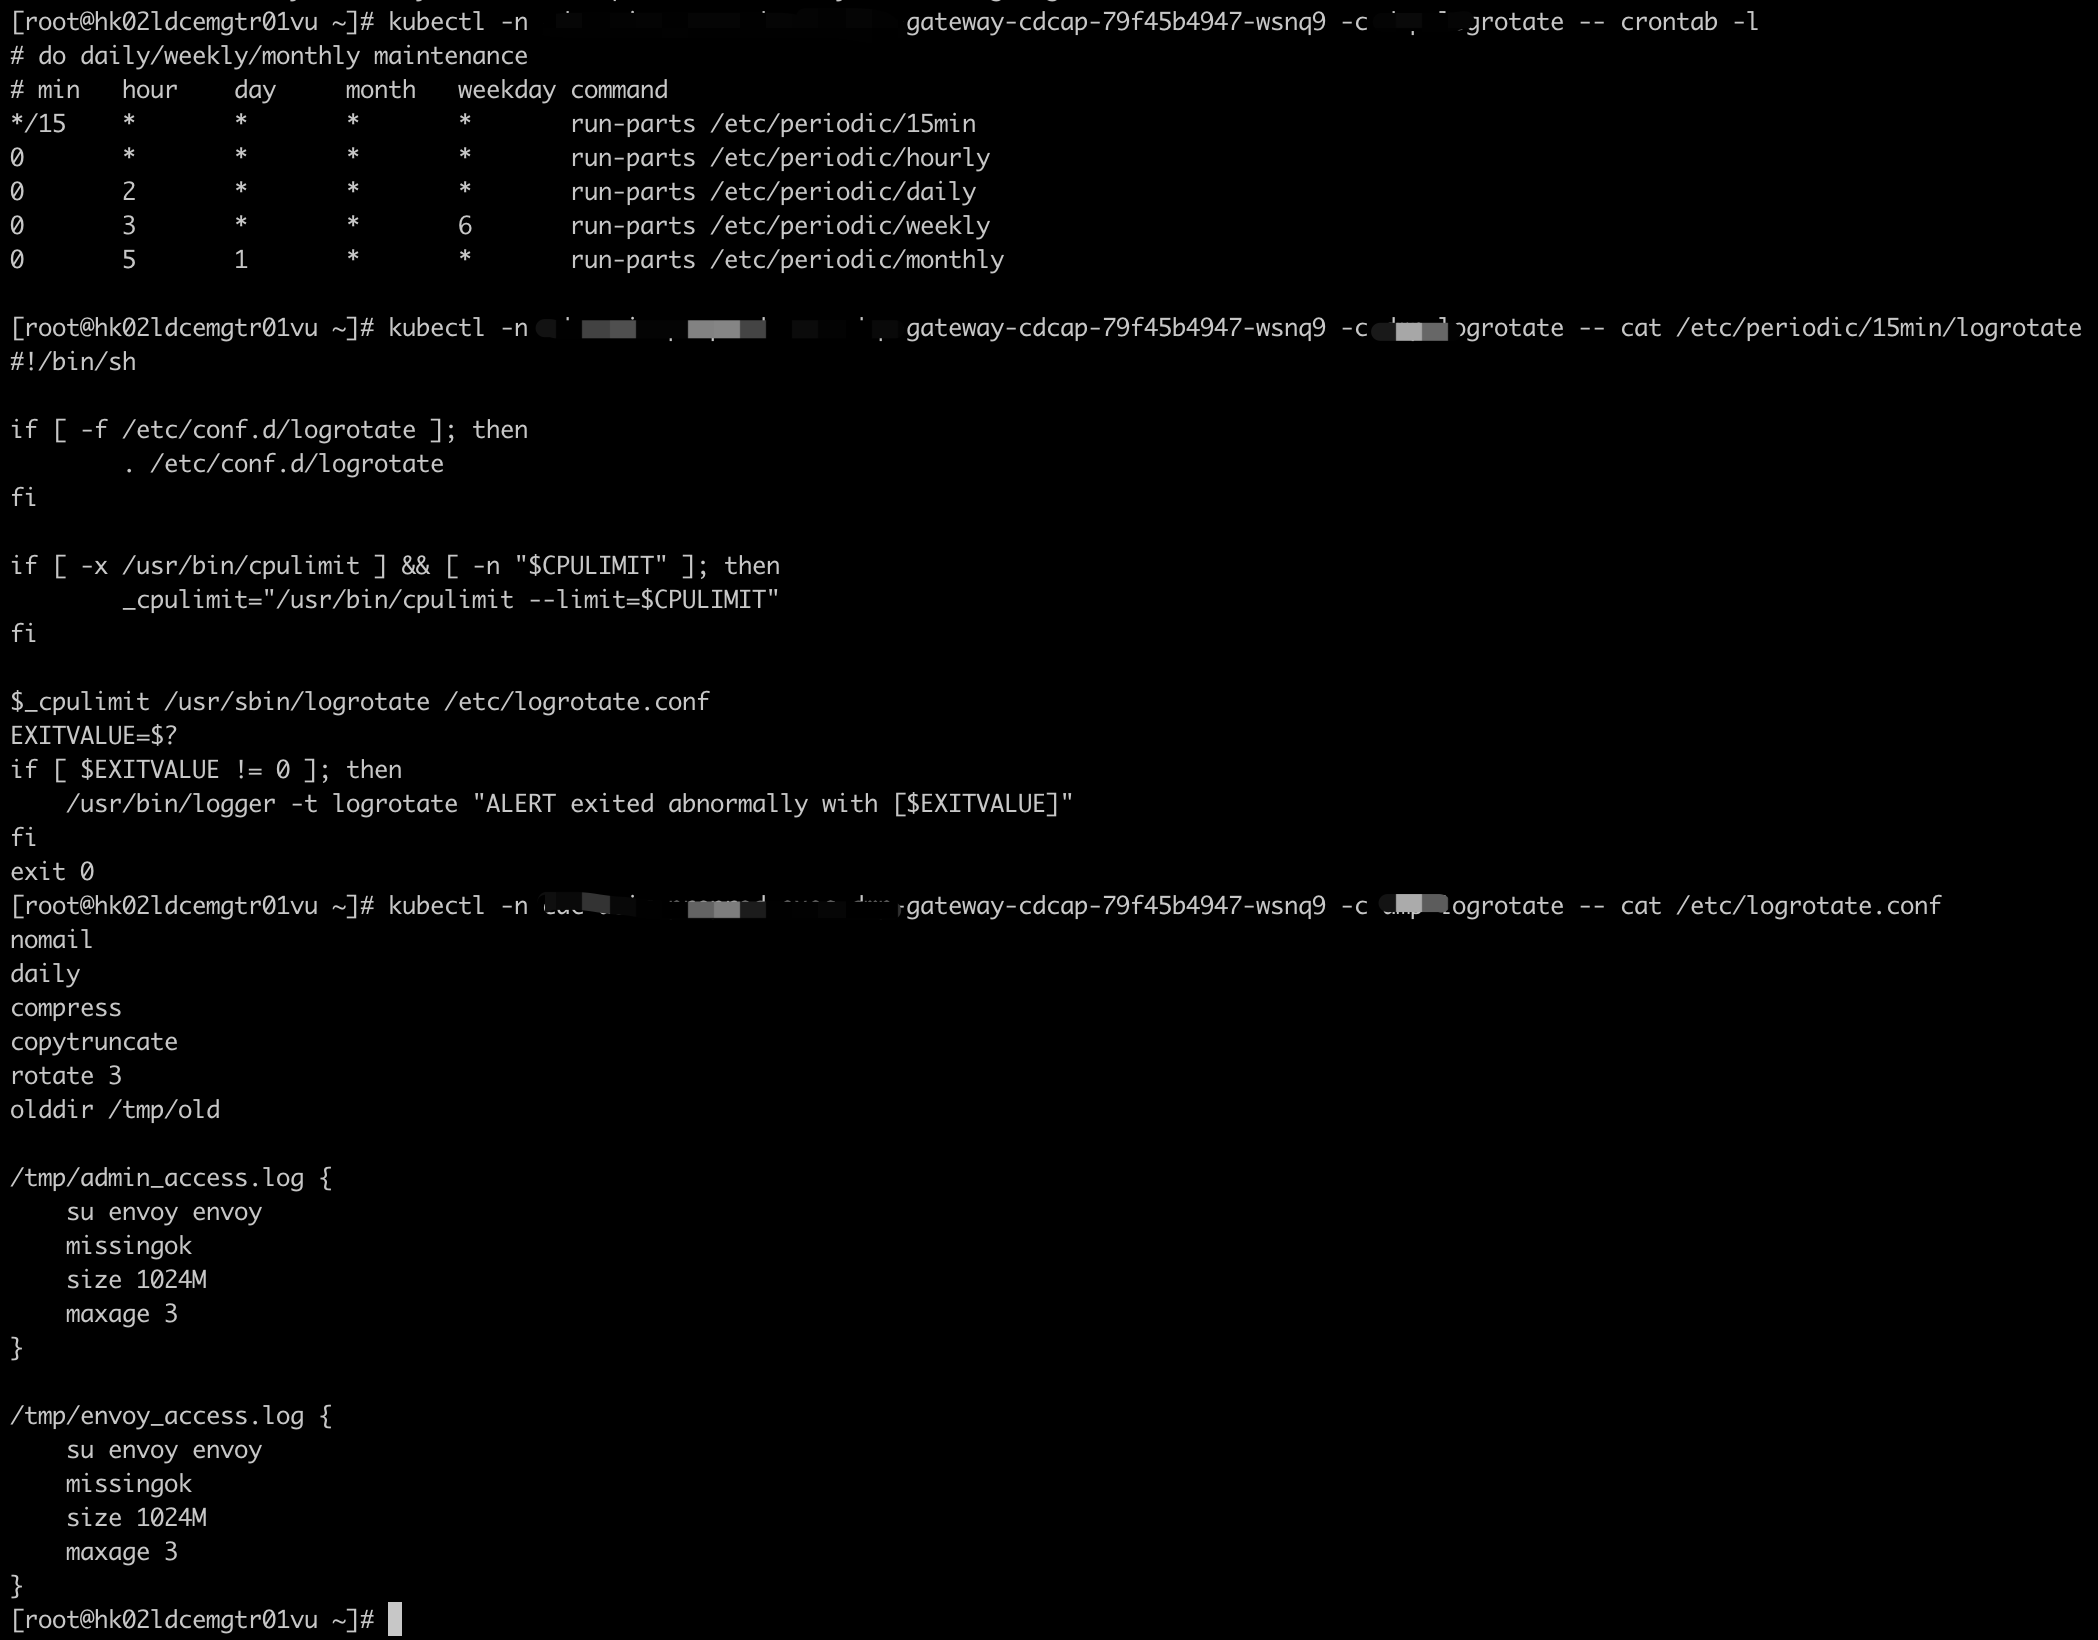 [root@hk02ldcemgtr01vu ~]# kubectl -n gateway-cdcap-79f45b4947-wsnq9 -c grotate -- crontab -l
# do daily/weekly/monthly maintenance
# min   hour    day     month   weekday command
*/15    *       *       *       *       run-parts /etc/periodic/15min
0       *       *       *       *       run-parts /etc/periodic/hourly
0       2       *       *       *       run-parts /etc/periodic/daily
0       3       *       *       6       run-parts /etc/periodic/weekly
0       5       1       *       *       run-parts /etc/periodic/monthly
[root@hk02ldcemgtr01vu ~]# kubectl -n gateway-cdcap-79f45b4947-wsnq9 -c ogrotate -- cat /etc/periodic/15min/logrotate
#!/bin/sh
if [ -f /etc/conf.d/logrotate ]; then
        . /etc/conf.d/logrotate
fi
if [ -x /usr/bin/cpulimit ] && [ -n "$CPULIMIT" ]; then
        _cpulimit="/usr/bin/cpulimit --limit=$CPULIMIT"
fi
$_cpulimit /usr/sbin/logrotate /etc/logrotate.conf
EXITVALUE=$?
if [ $EXITVALUE != 0 ]; then
    /usr/bin/logger -t logrotate "ALERT exited abnormally with [$EXITVALUE]"
fi
exit 0
[root@hk02ldcemgtr01vu ~]# kubectl -n -gateway-cdcap-79f45b4947-wsnq9 -c logrotate -- cat /etc/logrotate.conf
nomail
daily
compress
copytruncate
rotate 3
olddir /tmp/old
/tmp/admin_access.log {
    su envoy envoy
    missingok
    size 1024M
    maxage 3
}
/tmp/envoy_access.log {
    su envoy envoy
    missingok
    size 1024M
    maxage 3
}
[root@hk02ldcemgtr01vu ~]#